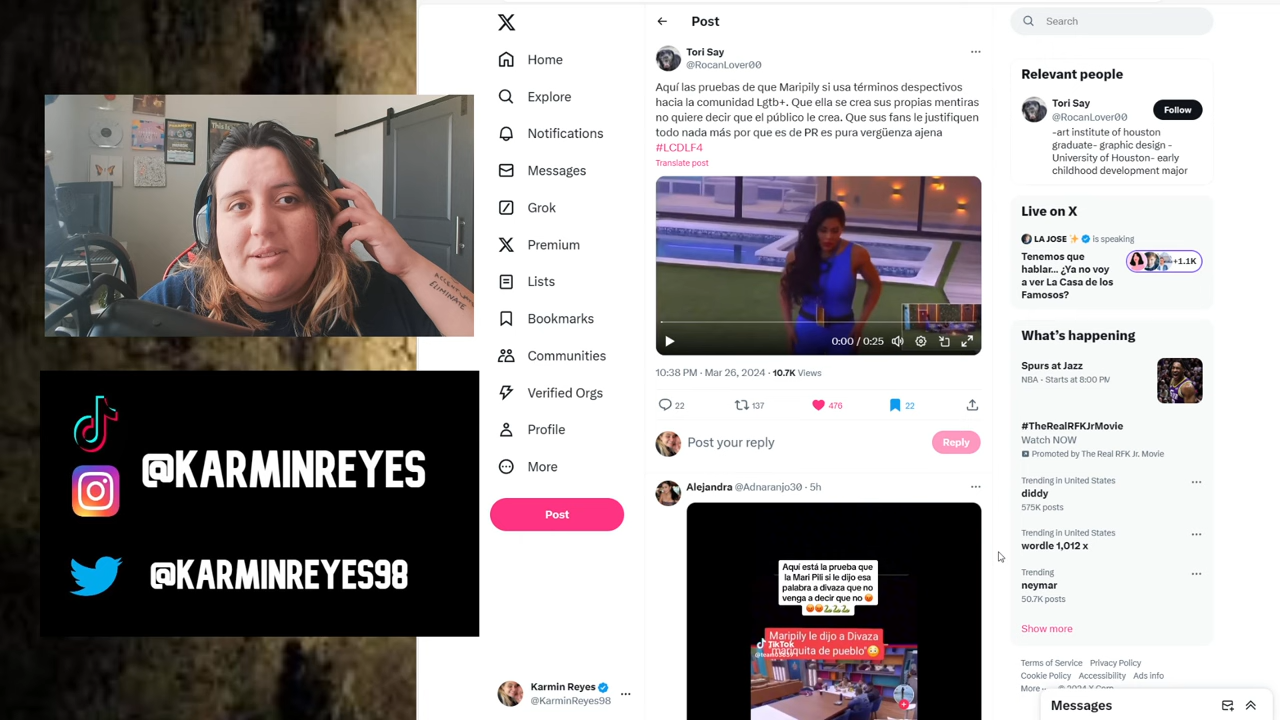 Post
Search
Home
Explore
Notifications
Messages
Grok
Premium
Lists
Bookmarks
Communities
Verified Orgs
Profile
More
Post
Karmin Reyes
@KarminReyes98
@KARMINREYES
@KARMINREYES98
Tori Say
@RocanLover00
Aquí las pruebas de que Maripily si usa términos despectivos
hacia la comunidad Lgtb+. Que ella se crea sus propias mentiras
no quiere decir que el público le crea. Que sus fans le justifiquen
todo nada más por que es de PR es pura vergüenza ajena
#LCDLF4
Translate post
0:00 / 0:25
10:38 PM · Mar 26, 2024 · 10.7K Views
22
137
476
22
Post your reply
Reply
Alejandra @Adnaranjo30 · 5h
Aquí está la prueba que
la Mari Pili si le dijo esa
palabra a divaza que no
venga a decir que no
Maripily le dijo a Divaza
"mariquita de pueblo"
TikTok
Relevant people
Tori Say
@RocanLover00
Follow
-art institute of houston
graduate- graphic design -
University of Houston- early
childhood development major
Live on X
LA JOSE is speaking
Tenemos que
hablar... ¿Ya no voy
a ver La Casa de los
Famosos?
+1.1K
What's happening
Spurs at Jazz
NBA · Starts at 8:00 PM
#TheRealRFKJrMovie
Watch NOW
Promoted by The Real RFK Jr. Movie
Trending in United States
diddy
575K posts
Trending in United States
wordle 1,012 x
Trending
neymar
50.7K posts
Show more
Terms of Service Privacy Policy
Cookie Policy Accessibility Ads info
More
Messages